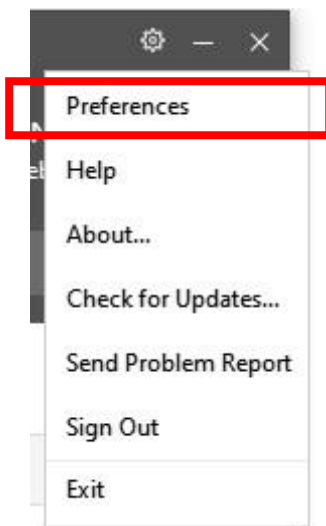 Preferences
Help
About...
Check for Updates...
Send Problem Report
Sign Out
Exit